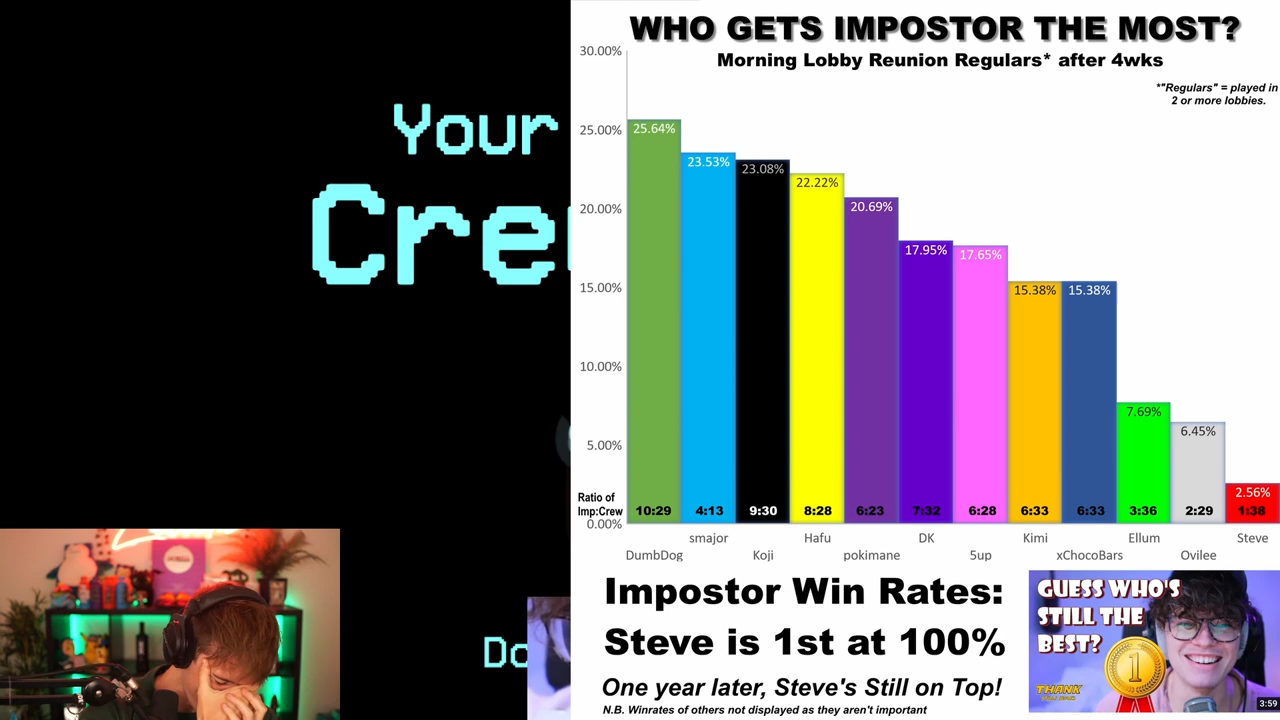 Your
Cre
Do
WHO GETS IMPOSTOR THE MOST?
Morning Lobby Reunion Regulars* after 4wks
*"Regulars" = played in
2 or more lobbies.
30.00%
25.00%
20.00%
15.00%
10.00%
5.00%
0.00%
25.64%
23.53%
23.08%
22.22%
20.69%
17.95%
17.65%
15.38%
15.38%
7.69%
6.45%
2.56%
Ratio of
Imp:Crew
10:29
4:13
9:30
8:28
6:23
7:32
6:28
6:33
6:33
3:36
2:29
1:38
DumbDog
smajor
Koji
Hafu
pokimane
DK
5up
Kimi
xChocoBars
Ellum
Ovilee
Steve
Impostor Win Rates:
Steve is 1st at 100%
One year later, Steve's Still on Top!
N.B. Winrates of others not displayed as they aren't important
GUESS WHO'S
STILL THE
BEST?
1
THANK
3:59